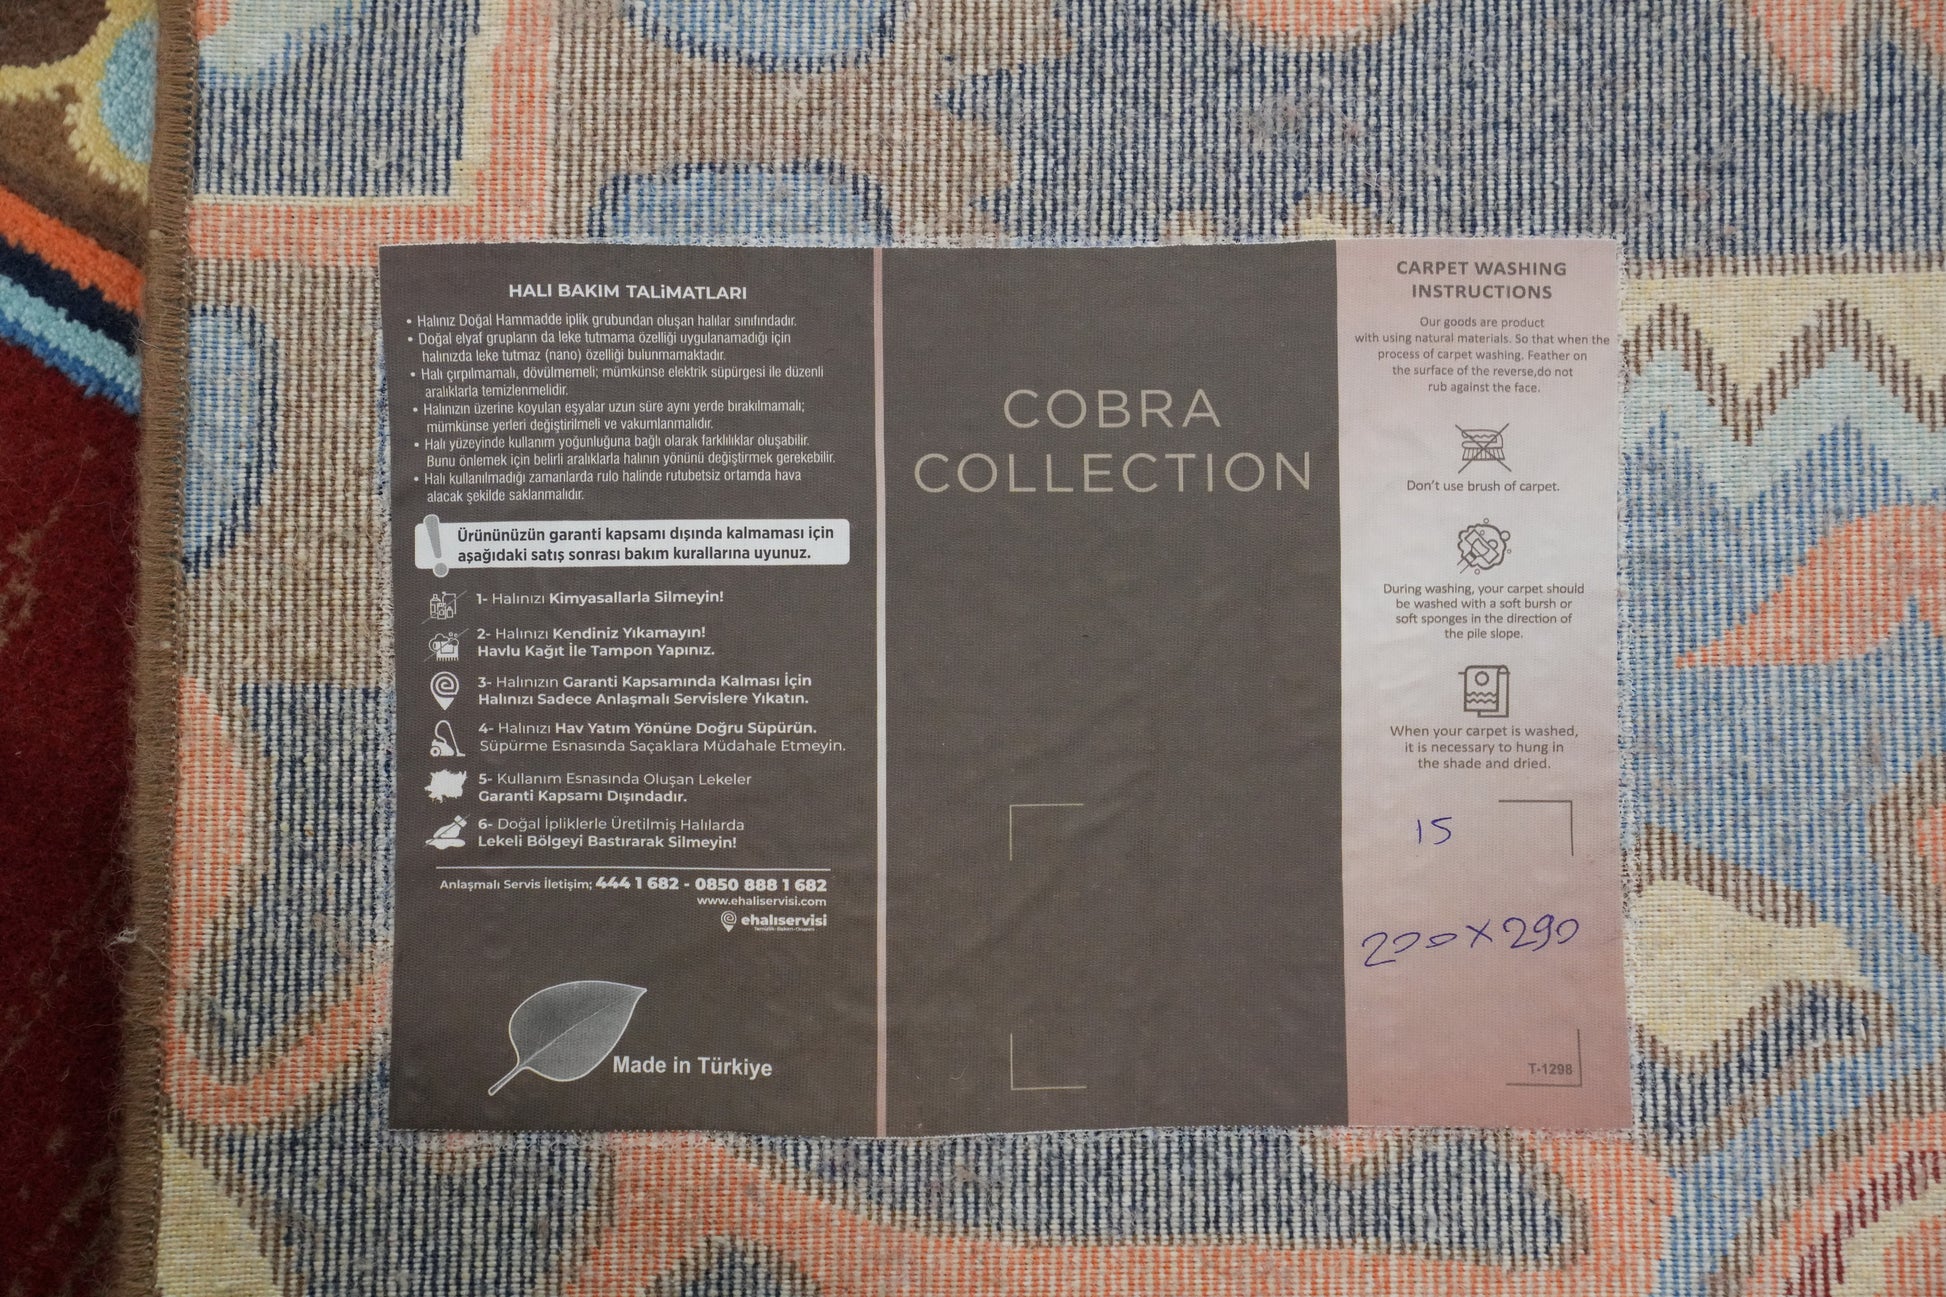 HALI BAKIM TALiMATLARI
• Halınız Doğal Hammadde iplik grubundan oluşan halılar sınıfındadır.
• Doğal elyaf grupların da leke tutmama özelliği uygulanamadığı için
halınızda leke tutmaz (nano) özelliği bulunmamaktadır.
• Halı çırpılmamalı, dövülmemeli; mümkünse elektrik süpürgesi ile düzenli
aralıklarla temizlenmelidir.
• Halınızın üzerine koyulan eşyalar uzun süre aynı yerde bırakılmamalı;
mümkünse yerleri değiştirilmeli ve vakumlanmalıdır.
• Halı yüzeyinde kullanım yoğunluğuna bağlı olarak farklılıklar oluşabilir.
Bunu önlemek için belirli aralıklarla halının yönünü değiştirmek gerekebilir.
• Halı kullanılmadığı zamanlarda rulo halinde rutubetsiz ortamda hava
alacak şekilde saklanmalıdır.
Ürününüzün garanti kapsamı dışında kalmaması için
aşağıdaki satış sonrası bakım kurallarına uyunuz.
1- Halınızı Kimyasallarla Silmeyin!
2- Halınızı Kendiniz Yıkamayın!
Havlu Kağıt İle Tampon Yapınız.
3- Halınızın Garanti Kapsamında Kalması İçin
Halınızı Sadece Anlaşmalı Servislere Yıkatın.
4- Halınızı Hav Yatım Yönüne Doğru Süpürün.
Süpürme Esnasında Saçaklara Müdahale Etmeyin.
5- Kullanım Esnasında Oluşan Lekeler
Garanti Kapsamı Dışındadır.
6- Doğal İpliklerle Üretilmiş Halılarda
Lekeli Bölgeyi Bastırarak Silmeyin!
Anlaşmalı Servis İletişim; 444 1 682 - 0850 888 1 682
www.ehaliservisi.com
ehalıservisi
Temizlik-Bakım-Onarım
Made in Türkiye
COBRA
COLLECTION
CARPET WASHING
INSTRUCTIONS
Our goods are product
with using natural materials. So that when the
process of carpet washing. Feather on
the surface of the reverse,do not
rub against the face.
Don't use brush of carpet.
During washing, your carpet should
be washed with a soft bursh or
soft sponges in the direction of
the pile slope.
When your carpet is washed,
it is necessary to hung in
the shade and dried.
15
200x290
T-1298